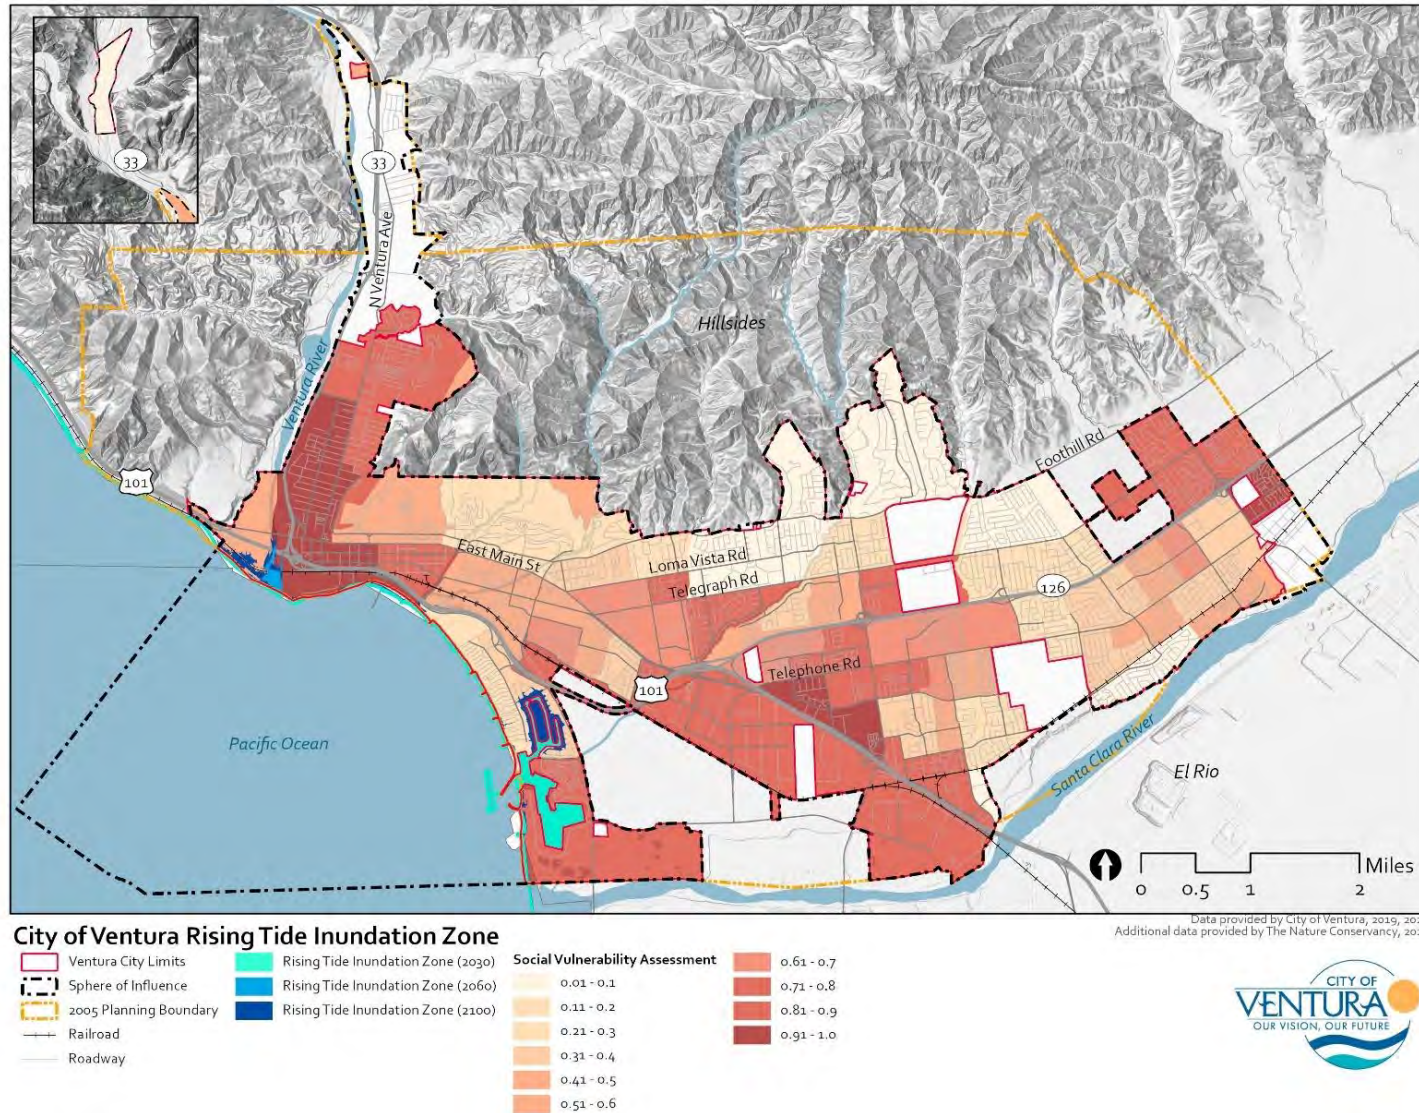 33
33
N Ventura Ave
Ventura River
Hillsides
101
Foothill Rd
East Main St
Loma Vista Rd
Telegraph Rd
126
Telephone Rd
101
Pacific Ocean
Santa Clara River
El Rio
0 0.5 1 2 Miles
Data provided by City of Ventura, 2019,
Additional data provided by The Nature Conservancy,
City of Ventura Rising Tide Inundation Zone
Ventura City Limits
Sphere of Influence
2005 Planning Boundary
Railroad
Roadway
Rising Tide Inundation Zone (2030)
Rising Tide Inundation Zone (2060)
Rising Tide Inundation Zone (2100)
Social Vulnerability Assessment
0.01 - 0.1
0.11 - 0.2
0.21 - 0.3
0.31 - 0.4
0.41 - 0.5
0.51 - 0.6
0.61 - 0.7
0.71 - 0.8
0.81 - 0.9
0.91 - 1.0
CITY OF
VENTURA
OUR VISION, OUR FUTURE